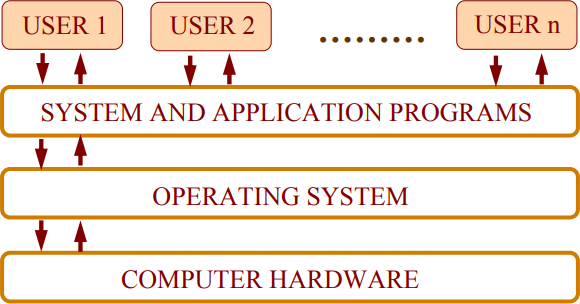 USER 1
USER 2
.........
USER n
SYSTEM AND APPLICATION PROGRAMS
OPERATING SYSTEM
COMPUTER HARDWARE